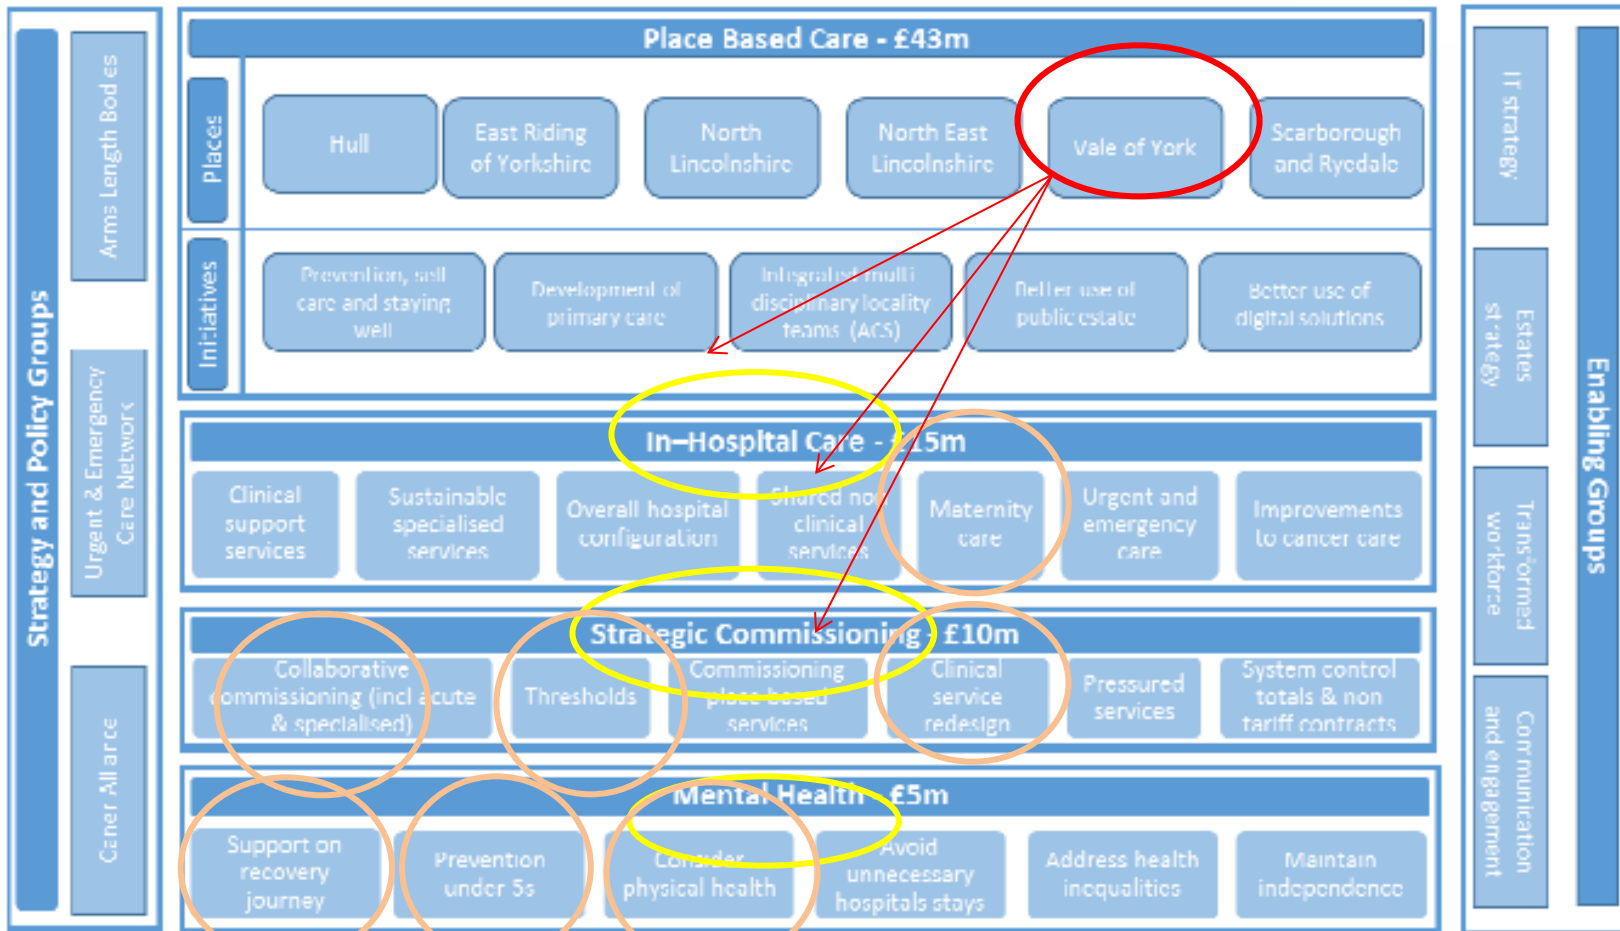 Strategy and Policy Groups
Arms Length Bodies
Urgent & Emergency
Care Network
Caner Alliance
Place Based Care - £43m
Places
Hull
East Riding
of Yorkshire
North
Lincolnshire
North East
Lincolnshire
Vale of York
Scarborough
and Ryedale
Initiatives
Prevention, self
care and staying
well
Development of
primary care
Integrated multi
disciplinary locality
teams (ACS)
Better use of
public estate
Better use of
digital solutions
In–Hospital Care - £15m
Clinical
support
services
Sustainable
specialised
services
Overall hospital
configuration
Shared non
clinical
services
Maternity
care
Urgent and
emergency
care
Improvements
to cancer care
Strategic Commissioning - £10m
Collaborative
commissioning (incl acute
& specialised)
Thresholds
Commissioning
place based
services
Clinical
service
redesign
Pressured
services
System control
totals & non
tariff contracts
Mental Health - £5m
Support on
recovery
journey
Prevention
under 5s
Consider
physical health
Avoid
unnecessary
hospitals stays
Address health
inequalities
Maintain
independence
IT strategy
Estates
strategy
Transformed
workforce
Communication
and engagement
Enabling Groups